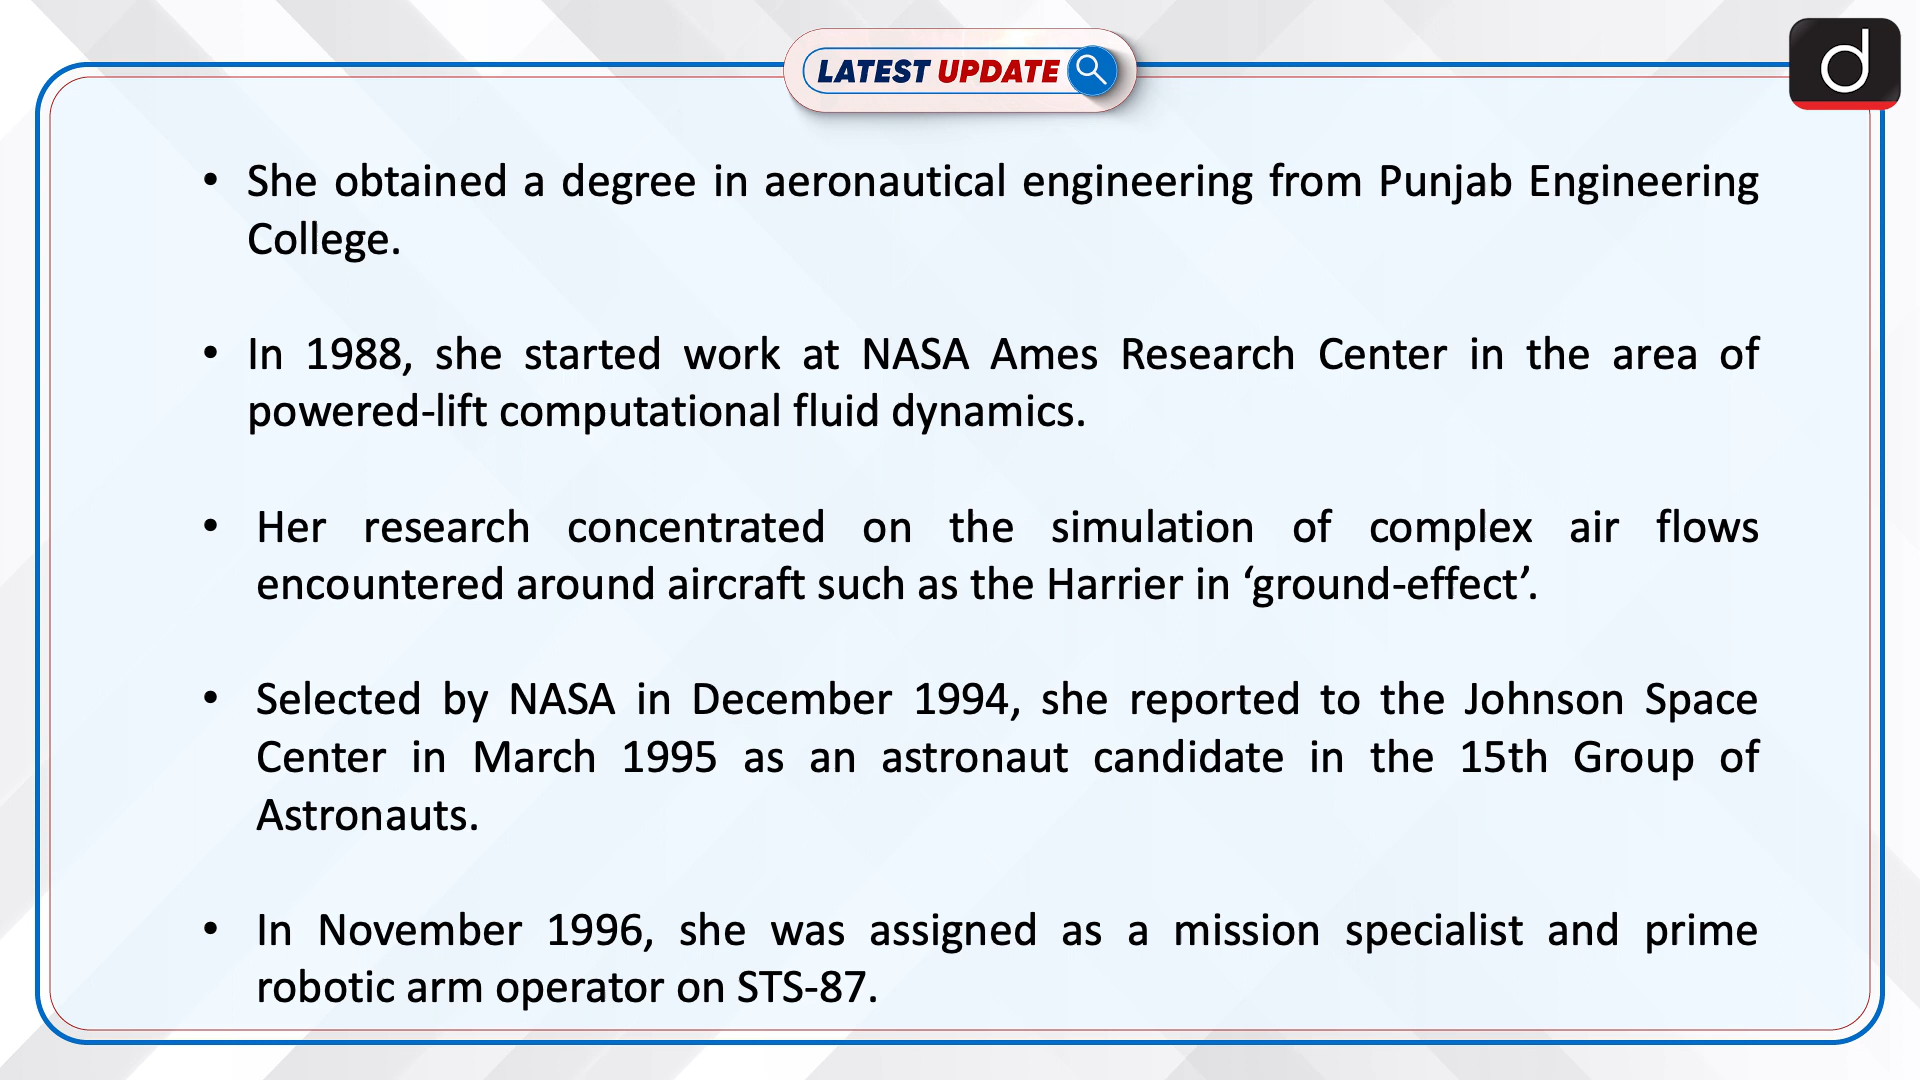 LATEST UPDATE
d
• She obtained a degree in aeronautical engineering from Punjab Engineering
College.
• In 1988, she started work at NASA Ames Research Center in the area of
powered-lift computational fluid dynamics.
• Her research concentrated on the simulation of complex air flows
encountered around aircraft such as the Harrier in ‘ground-effect’.
• Selected by NASA in December 1994, she reported to the Johnson Space
Center in March 1995 as an astronaut candidate in the 15th Group of
Astronauts.
• In November 1996, she was assigned as a mission specialist and prime
robotic arm operator on STS-87.